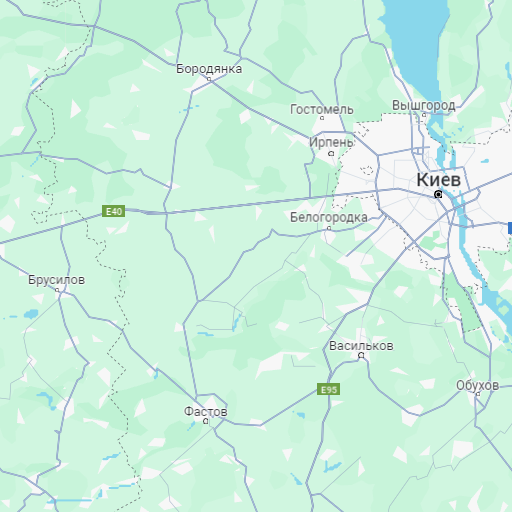 Бородянка
Гостомель
Вышгород
Ирпень
Киев
E40
Белогородка
Брусилов
Васильков
E95
Обухов
Фастов